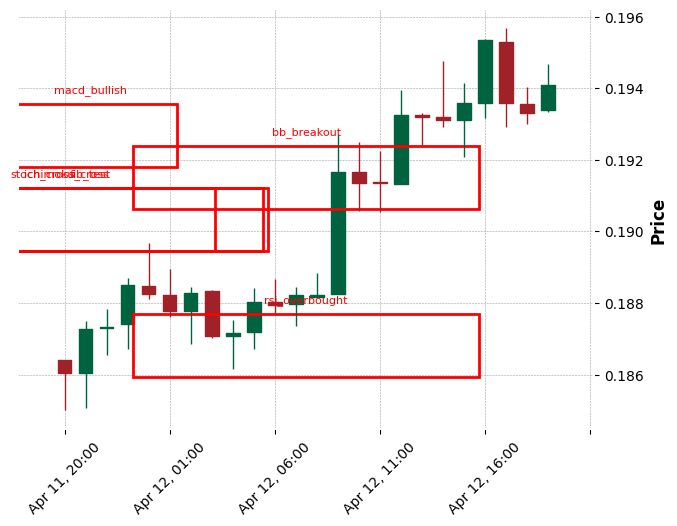 macd_bullish
bb_breakout
rsi_overbought
0.196
0.194
0.192
0.190
0.188
0.186
Price
Apr 11, 20:00
Apr 12, 01:00
Apr 12, 06:00
Apr 12, 11:00
Apr 12, 16:00